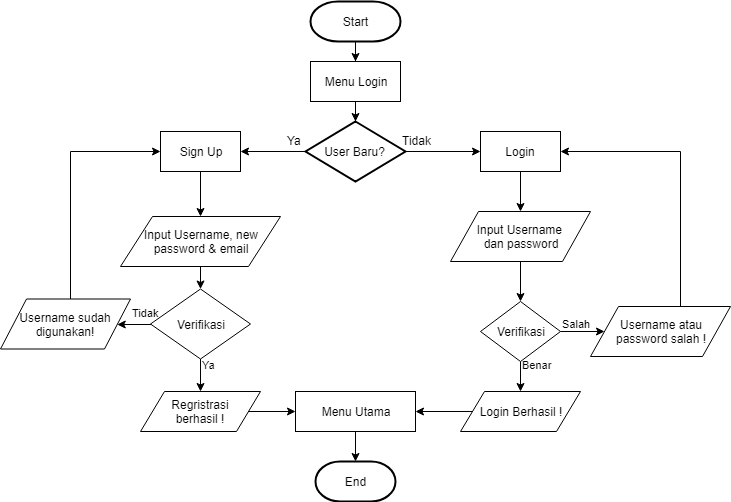 Start
Menu Login
User Baru?
Ya
Tidak
Sign Up
Login
Input Username, new
password & email
Input Username
dan password
Verifikasi
Tidak
Username sudah
digunakan!
Verifikasi
Salah
Username atau
password salah !
Ya
Benar
Regristrasi
berhasil !
Menu Utama
Login Berhasil !
End